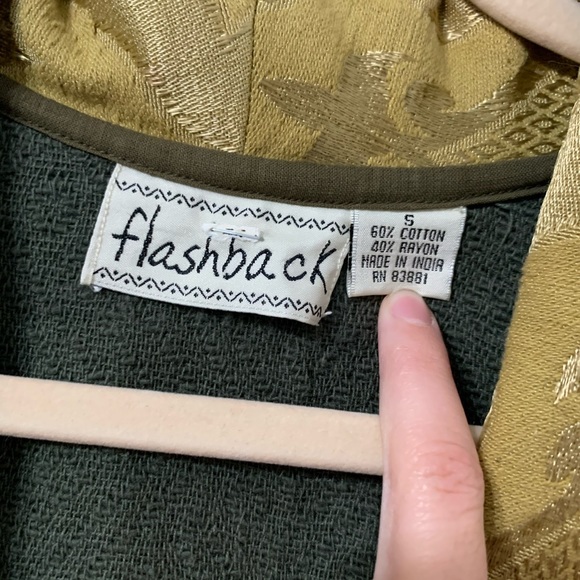 flashback
S
60% COTTON
40% RAYON
MADE IN INDIA
RN 83881